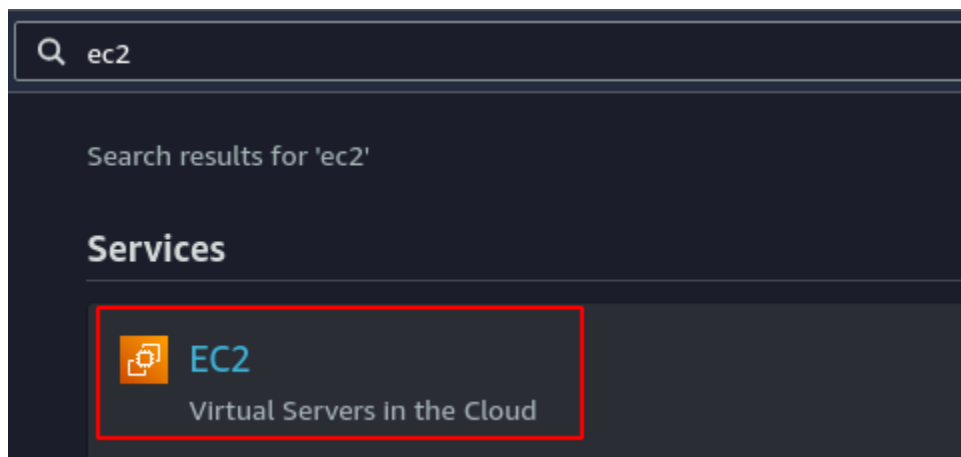 ec2
Search results for 'ec2'
Services
EC2
Virtual Servers in the Cloud